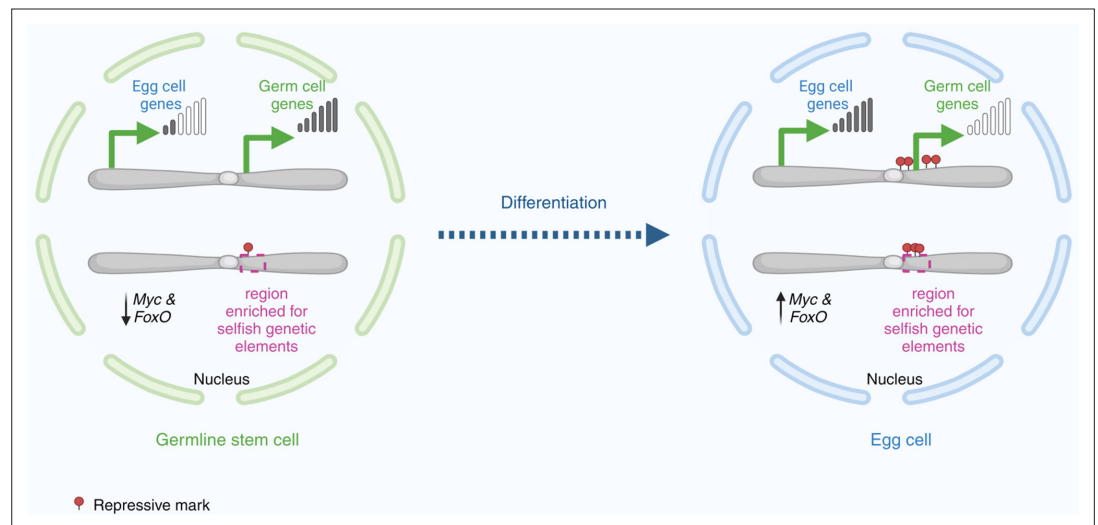 Egg cell
genes
Germ cell
genes
Myc &
FoxO
region
enriched for
selfish genetic
elements
Nucleus
Germline stem cell
Differentiation
Egg cell
genes
Germ cell
genes
Myc &
FoxO
region
enriched for
selfish genetic
elements
Nucleus
Egg cell
Repressive mark